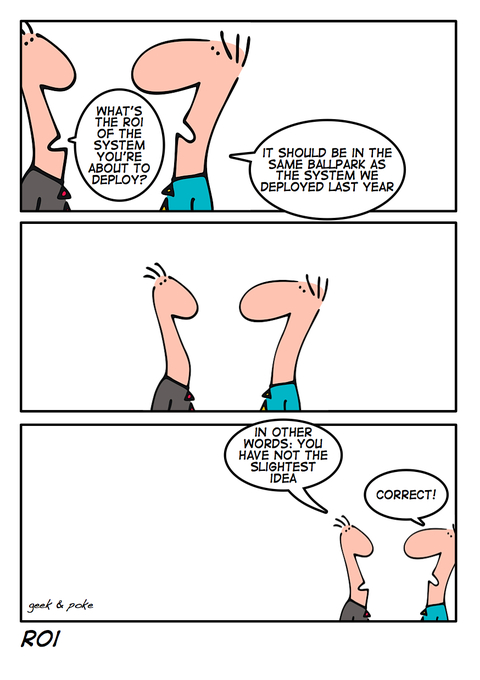 WHAT'S
THE ROI
OF THE
SYSTEM
YOU'RE
ABOUT TO
DEPLOY?
IT SHOULD BE IN THE
SAME BALLPARK AS
THE SYSTEM WE
DEPLOYED LAST YEAR
IN OTHER
WORDS: YOU
HAVE NOT THE
SLIGHTEST
IDEA
CORRECT!
geek & poke
ROI